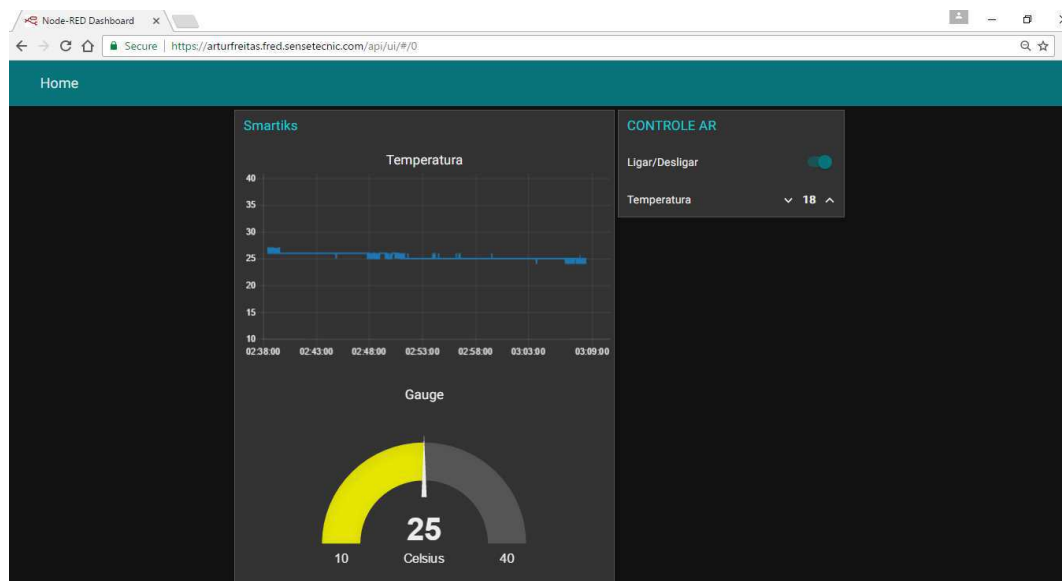 Node-RED Dashboard
Secure | https://arturfreitas.fred.sensetecnic.com/api/ui/#/0
Home
Smartiks
Temperatura
40
35
30
25
20
15
10
02:38:00 02:43:00 02:48:00 02:53:00 02:58:00 03:03:00 03:09:00
Gauge
25
10 Celsius 40
CONTROLE AR
Ligar/Desligar
Temperatura 18